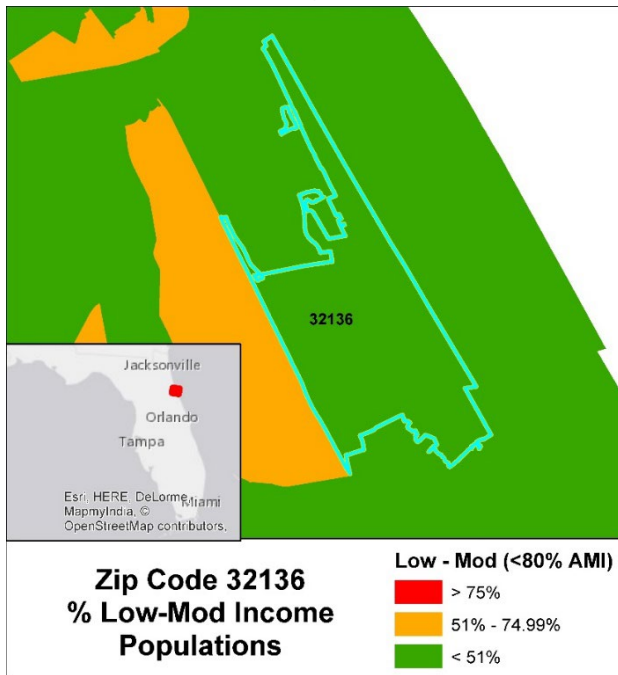 32136
Jacksonville
Orlando
Tampa
Miami
Esri, HERE, DeLorme,
MapmyIndia, ©
OpenStreetMap contributors,
Zip Code 32136
% Low-Mod Income
Populations
Low - Mod (<80% AMI)
> 75%
51% - 74.99%
< 51%